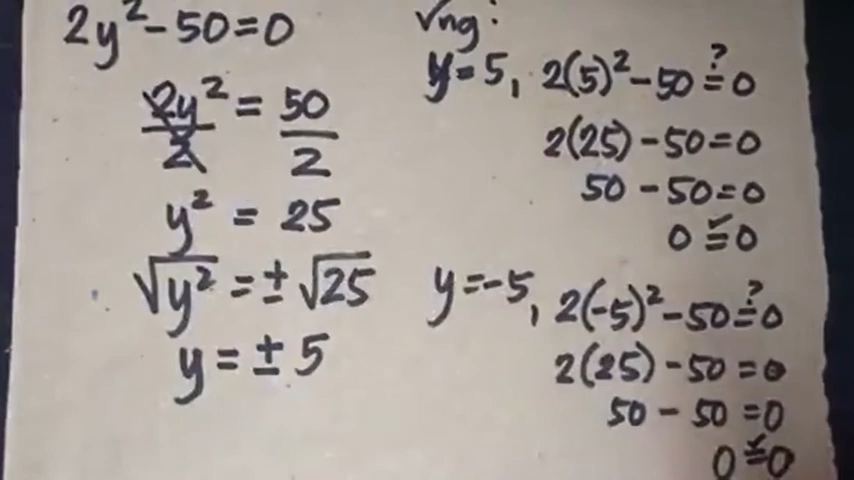 2y² - 50 = 0
2y²/2 = 50/2
y² = 25
√y² = ± √25
y = ± 5
√ng:
y = 5, 2(5)² - 50 ≟ 0
2(25) - 50 = 0
50 - 50 = 0
0 =✓ 0
y = -5, 2(-5)² - 50 ≟ 0
2(25) - 50 = 0
50 - 50 = 0
0 =✓ 0